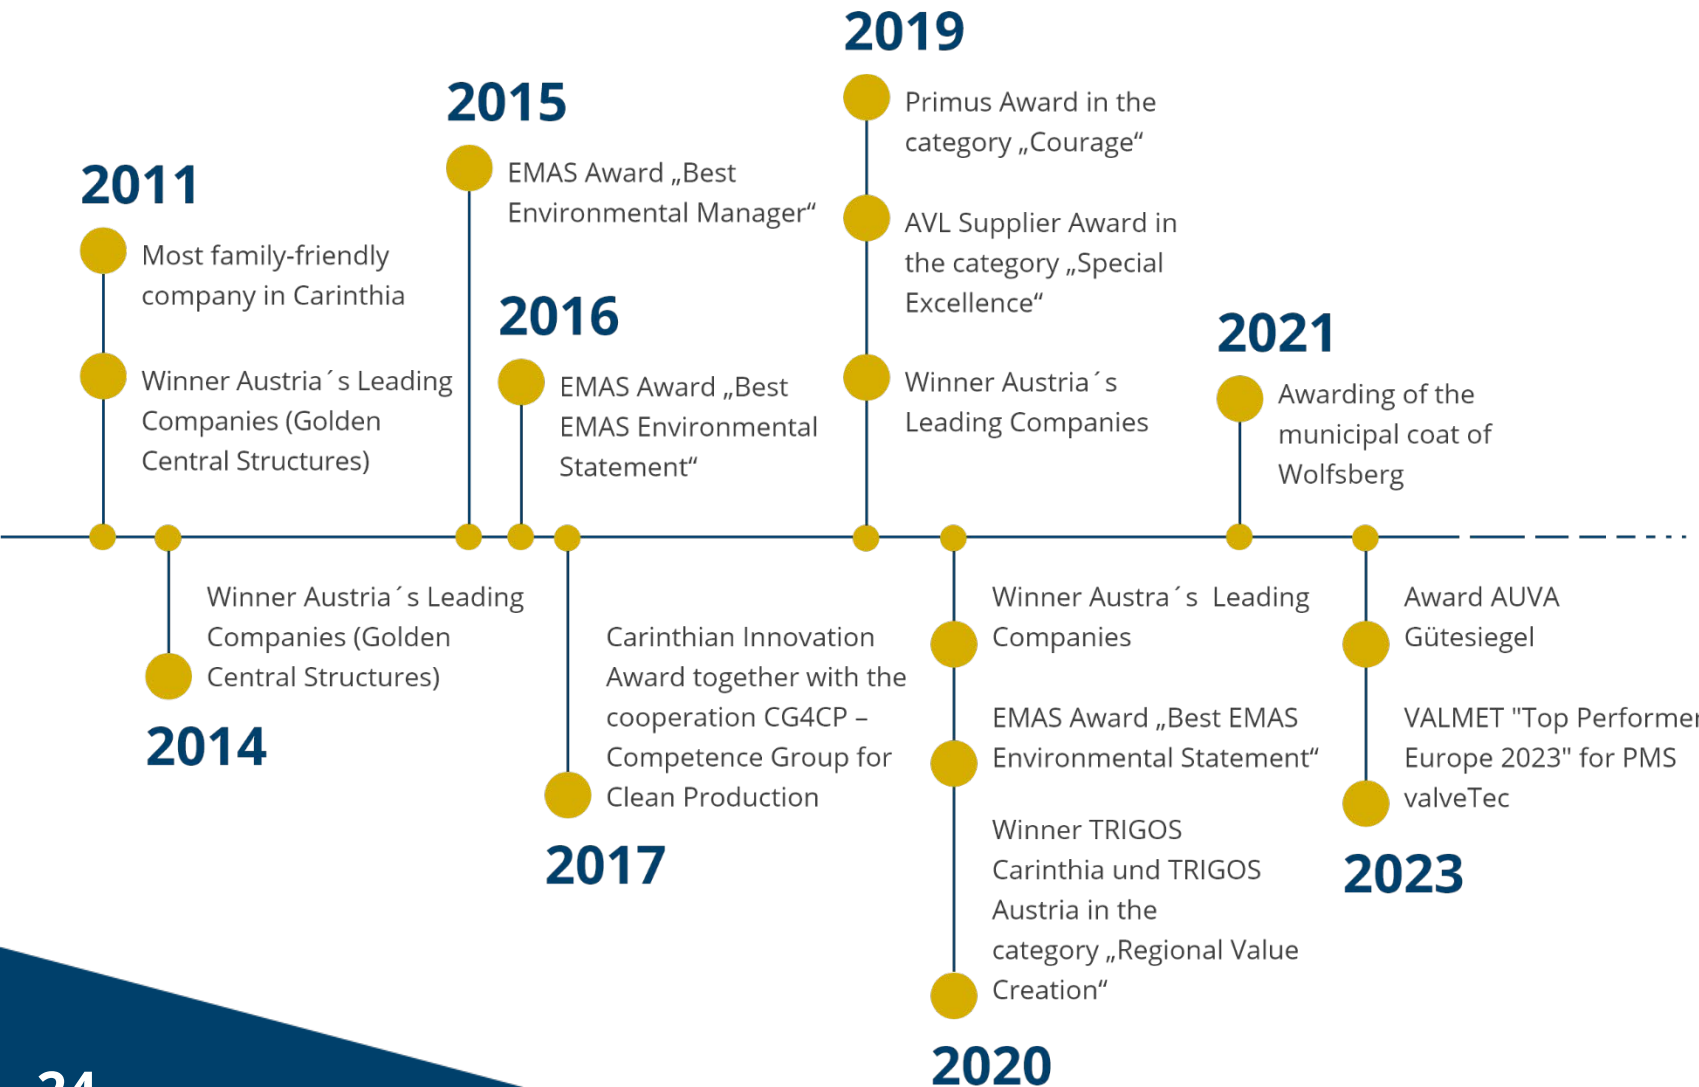 2011
Most family-friendly
company in Carinthia
Winner Austria´s Leading
Companies (Golden
Central Structures)
Winner Austria´s Leading
Companies (Golden
Central Structures)
2014
2015
EMAS Award „Best
Environmental Manager“
2016
EMAS Award „Best
EMAS Environmental
Statement“
Carinthian Innovation
Award together with the
cooperation CG4CP –
Competence Group for
Clean Production
2017
2019
Primus Award in the
category „Courage“
AVL Supplier Award in
the category „Special
Excellence“
Winner Austria´s
Leading Companies
Winner Austra´s  Leading
Companies
EMAS Award „Best EMAS
Environmental Statement“
Winner TRIGOS
Carinthia und TRIGOS
Austria in the
category „Regional Value
Creation“
2020
2021
Awarding of the
municipal coat of
Wolfsberg
Award AUVA
Gütesiegel
VALMET "Top Performer
Europe 2023" for PMS
valveTec
2023
24